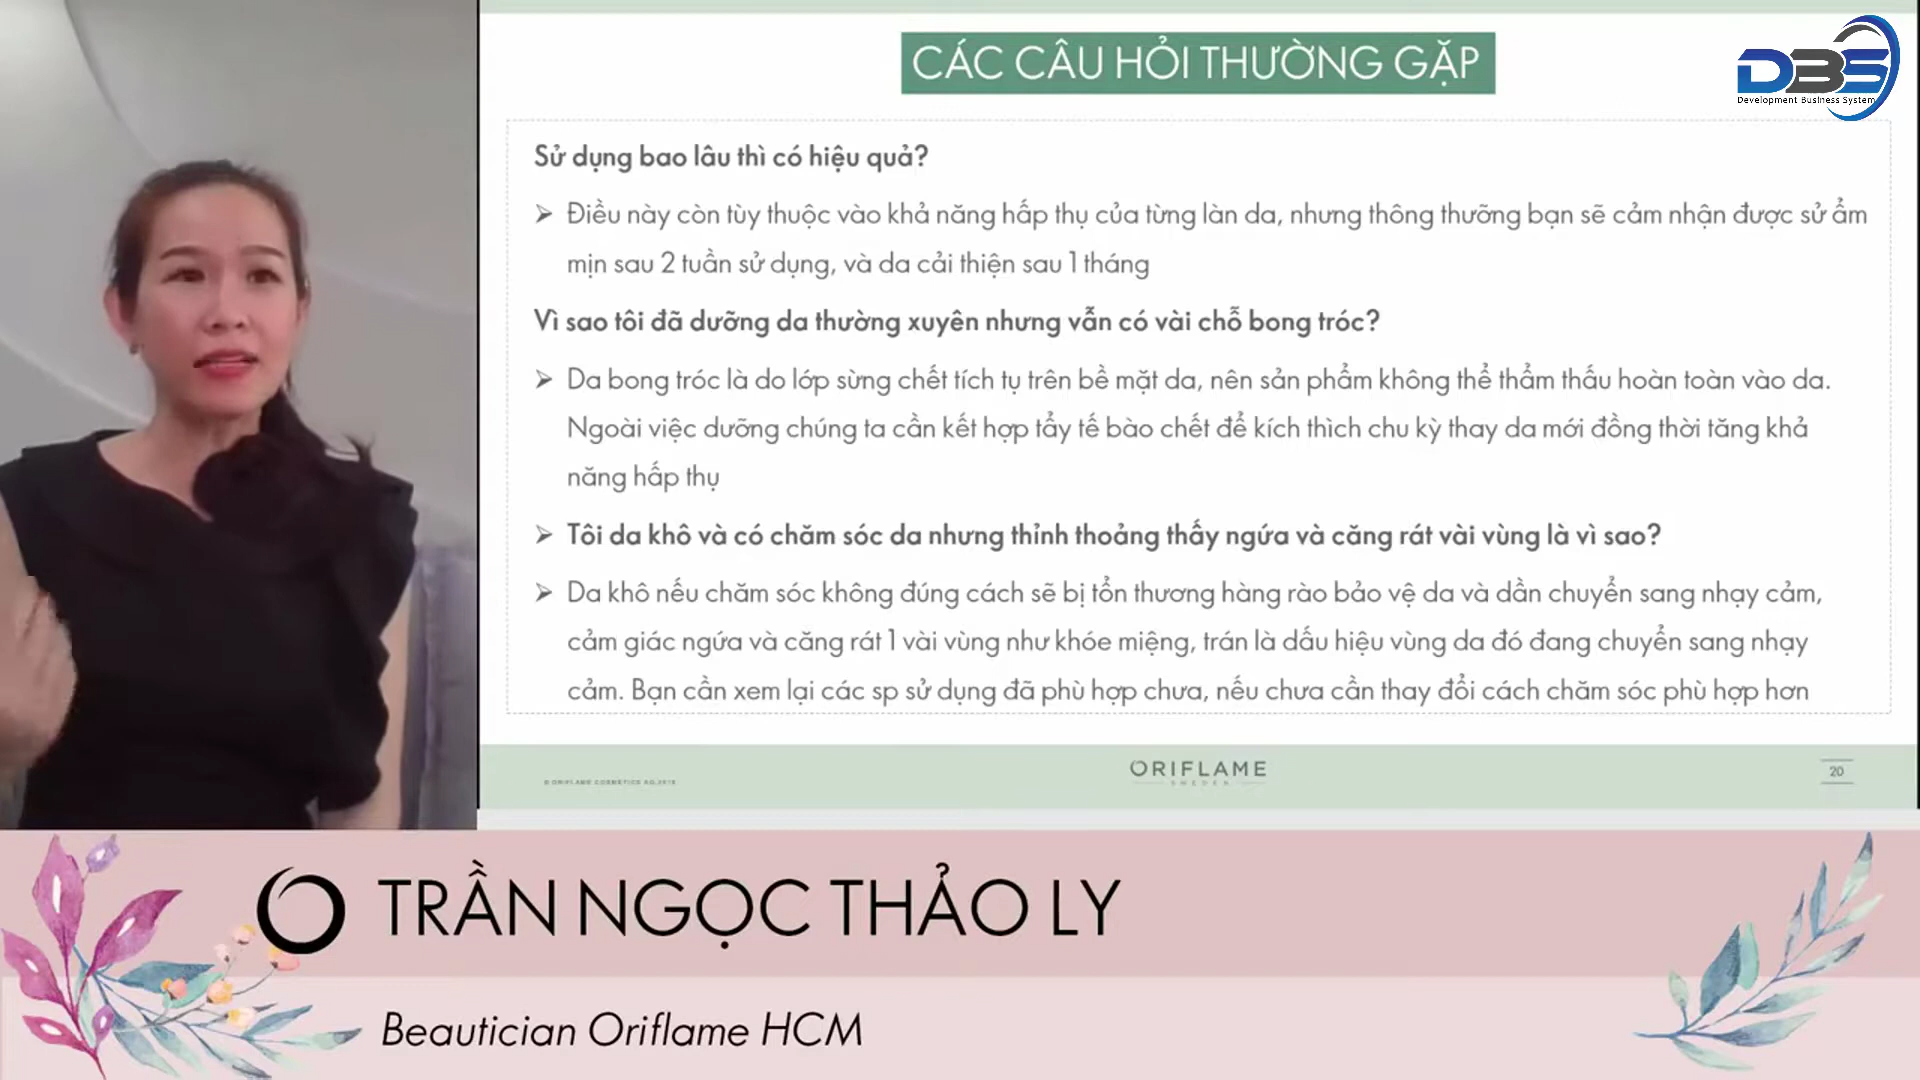 CÁC CÂU HỎI THƯỜNG GẶP
DBS
Development Business System
Sử dụng bao lâu thì có hiệu quả?
➢ Điều này còn tùy thuộc vào khả năng hấp thụ của từng làn da, nhưng thông thưỡng bạn sẽ cảm nhận được sử ẩm
mịn sau 2 tuần sử dụng, và da cải thiện sau 1 tháng
Vì sao tôi đã dưỡng da thường xuyên nhưng vẫn có vài chỗ bong tróc?
➢ Da bong tróc là do lớp sừng chết tích tụ trên bề mặt da, nên sản phẩm không thể thẩm thấu hoàn toàn vào da.
Ngoài việc dưỡng chúng ta cần kết hợp tẩy tế bào chết để kích thích chu kỳ thay da mới đồng thời tăng khả
năng hấp thụ
➢ Tôi da khô và có chăm sóc da nhưng thỉnh thoảng thấy ngứa và căng rát vài vùng là vì sao?
➢ Da khô nếu chăm sóc không đúng cách sẽ bị tổn thương hàng rào bảo vệ da và dần chuyển sang nhạy cảm,
cảm giác ngứa và căng rát 1 vài vùng như khóe miệng, trán là dấu hiệu vùng da đó đang chuyển sang nhạy
cảm. Bạn cần xem lại các sp sử dụng đã phù hợp chưa, nếu chưa cần thay đổi cách chăm sóc phù hợp hơn
ORIFLAME
SWEDEN
20
TRẦN NGỌC THẢO LY
Beautician Oriflame HCM